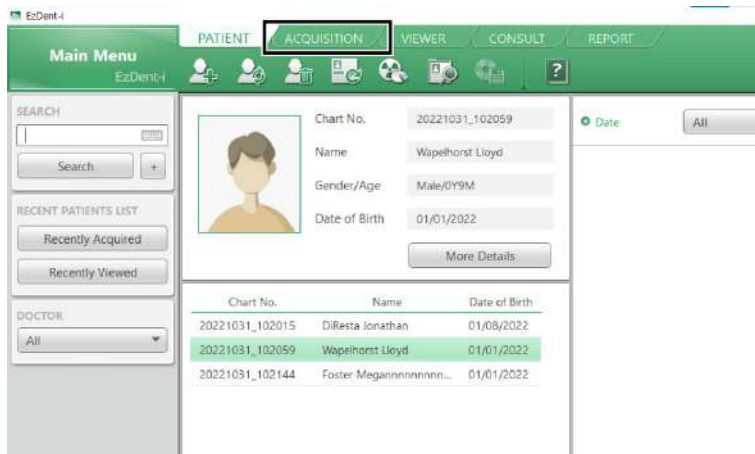 EzDent-i
Main Menu
EzDent-i
PATIENT ACQUISITION VIEWER CONSULT REPORT
?
SEARCH
Search +
RECENT PATIENTS LIST
Recently Acquired
Recently Viewed
DOCTOR
All
Chart No. 20221031_102059
Name Wapelhorst Lloyd
Gender/Age Male/0Y9M
Date of Birth 01/01/2022
More Details
Chart No. Name Date of Birth
20221031_102015 DiResta Jonathan 01/08/2022
20221031_102059 Wapelhorst Lloyd 01/01/2022
20221031_102144 Foster Megannnnnnnnn... 01/01/2022
Date All